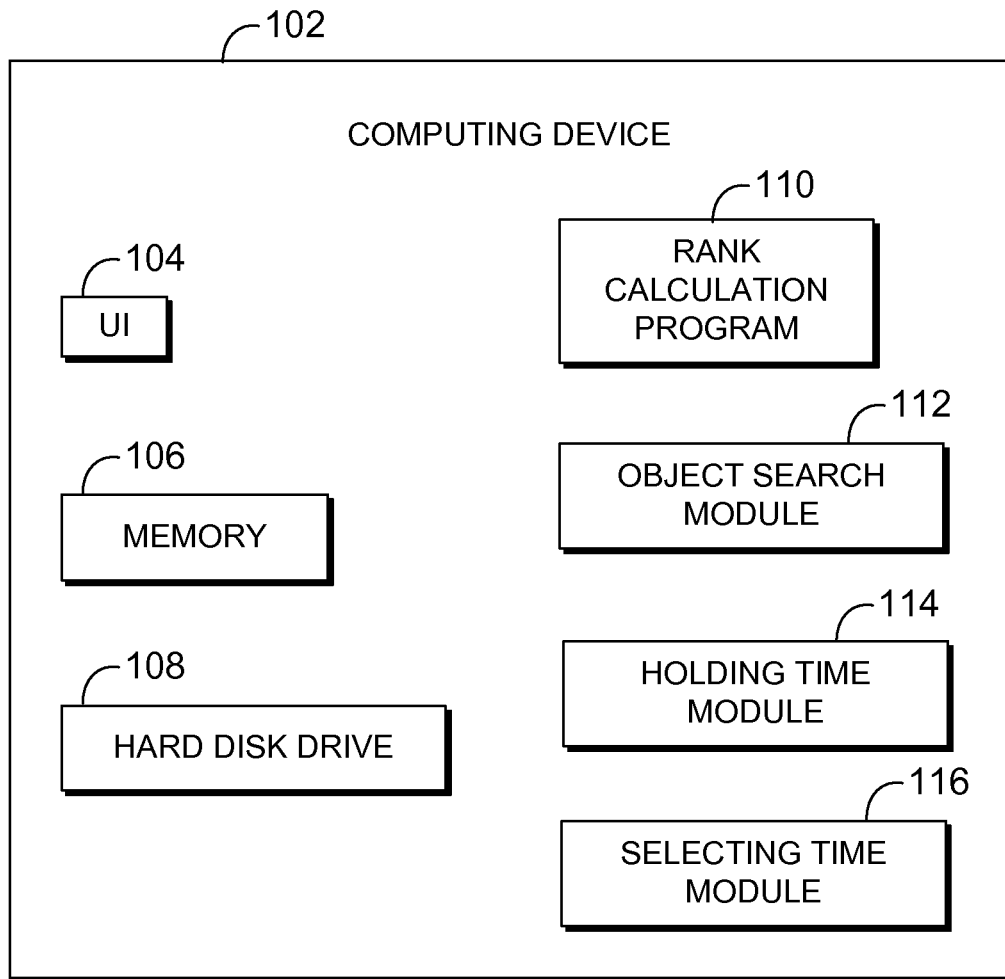 102
COMPUTING DEVICE
104
UI
106
MEMORY
108
HARD DISK DRIVE
110
RANK
CALCULATION
PROGRAM
112
OBJECT SEARCH
MODULE
114
HOLDING TIME
MODULE
116
SELECTING TIME
MODULE